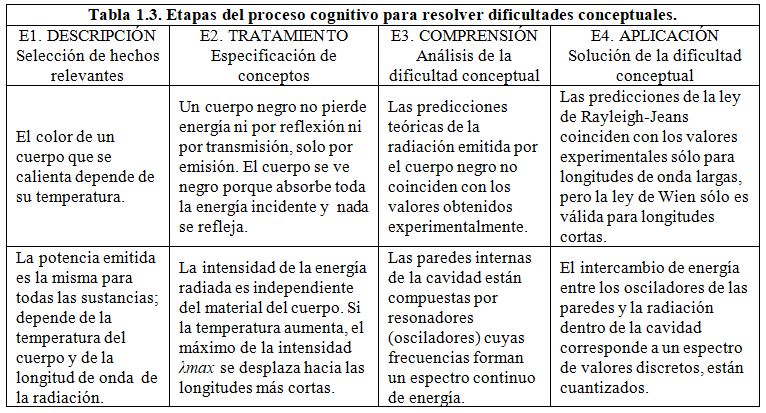 Tabla 1.3. Etapas del proceso cognitivo para resolver dificultades conceptuales.
E1. DESCRIPCIÓN
Selección de hechos
relevantes
E2. TRATAMIENTO
Especificación de
conceptos
E3. COMPRENSIÓN
Análisis de la
dificultad conceptual
E4. APLICACIÓN
Solución de la dificultad
conceptual
El color de un
cuerpo que se
calienta depende de
su temperatura.
Un cuerpo negro no pierde
energía ni por reflexión ni
por transmisión, solo por
emisión. El cuerpo se ve
negro porque absorbe toda
la energía incidente y nada
se refleja.
Las predicciones
teóricas de la
radiación emitida por
el cuerpo negro no
coinciden con los
valores obtenidos
experimentalmente.
Las predicciones de la ley
de Rayleigh-Jeans
coinciden con los valores
experimentales sólo para
longitudes de onda largas,
pero la ley de Wien sólo es
válida para longitudes
cortas.
La potencia emitida
es la misma para
todas las sustancias;
depende de la
temperatura del
cuerpo y de la
longitud de onda de
la radiación.
La intensidad de la energía
radiada es independiente
del material del cuerpo. Si
la temperatura aumenta, el
máximo de la intensidad
λmax se desplaza hacia las
longitudes más cortas.
Las paredes internas
de la cavidad están
compuestas por
resonadores
(osciladores) cuyas
frecuencias forman
un espectro continuo
de energía.
El intercambio de energía
entre los osciladores de las
paredes y la radiación
dentro de la cavidad
corresponde a un espectro
de valores discretos, están
cuantizados.